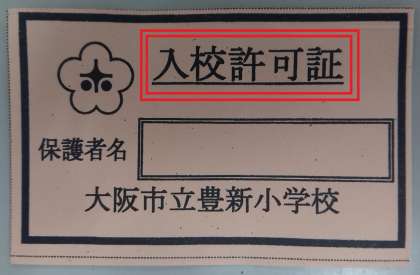 入校許可証
保護者名
大阪市立豊新小学校